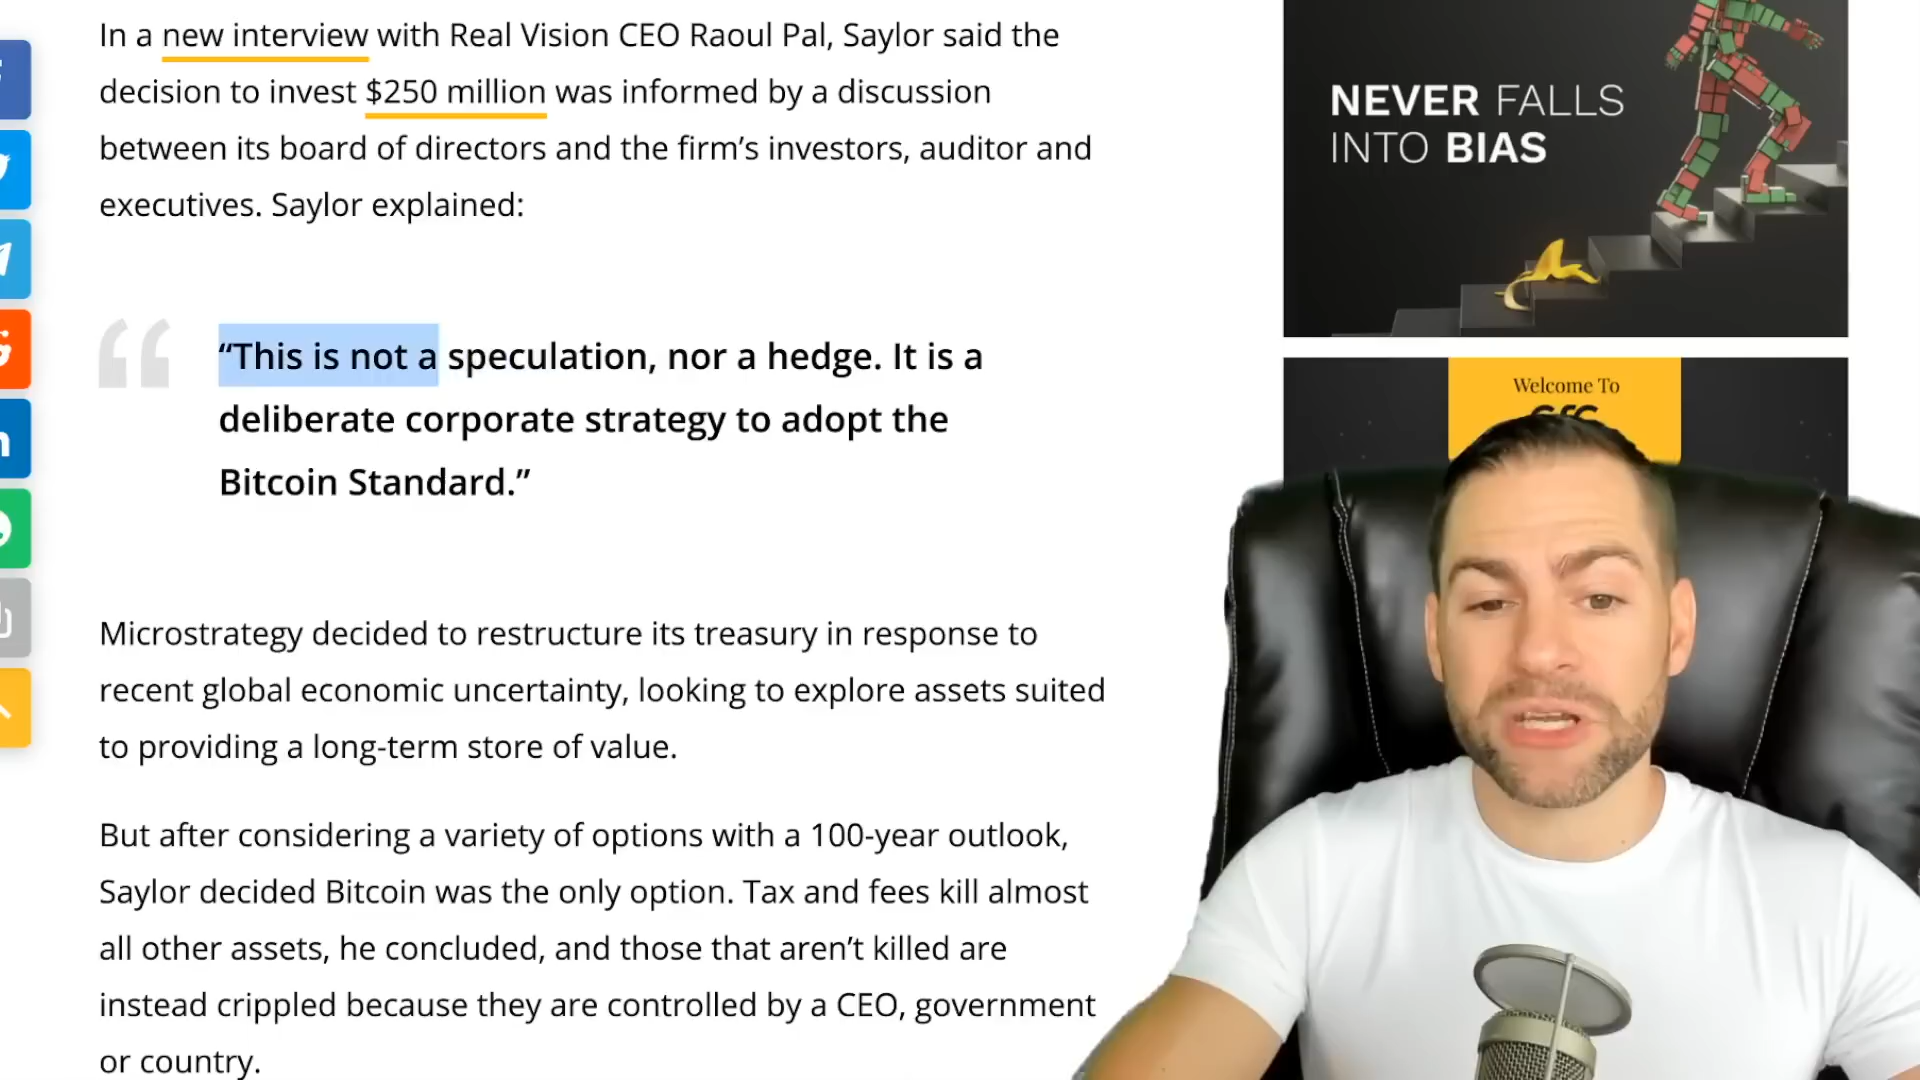 In a new interview with Real Vision CEO Raoul Pal, Saylor said the
decision to invest $250 million was informed by a discussion
between its board of directors and the firm’s investors, auditor and
executives. Saylor explained:
“This is not a speculation, nor a hedge. It is a
deliberate corporate strategy to adopt the
Bitcoin Standard.”
Microstrategy decided to restructure its treasury in response to
recent global economic uncertainty, looking to explore assets suited
to providing a long-term store of value.
But after considering a variety of options with a 100-year outlook,
Saylor decided Bitcoin was the only option. Tax and fees kill almost
all other assets, he concluded, and those that aren’t killed are
instead crippled because they are controlled by a CEO, government
or country.
NEVER FALLS
INTO BIAS
Welcome To